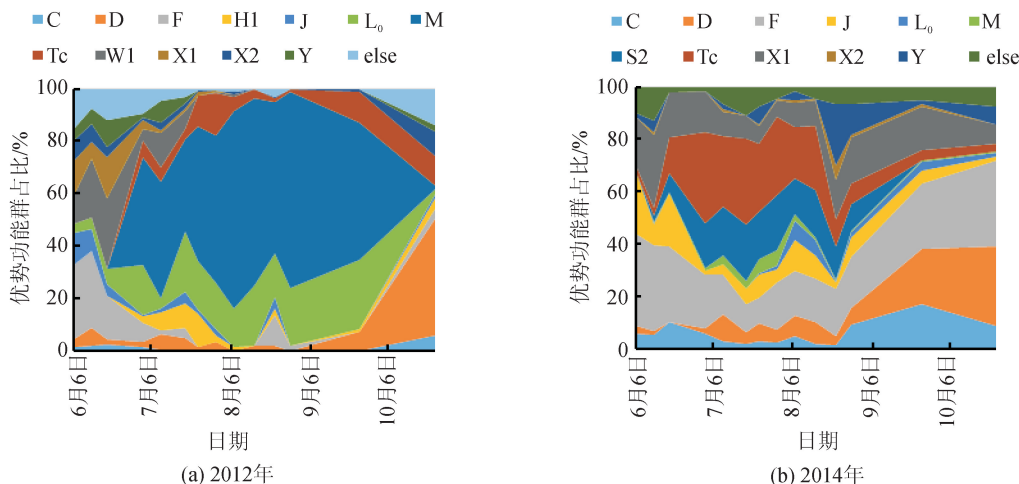 C D F H1 J L₀ M
Tc W1 X1 X2 Y else
优势功能群占比/%
100
80
60
40
20
0
6月6日
7月6日
8月6日
9月6日
10月6日
日期
(a) 2012年
C D F J L₀ M
S2 Tc X1 X2 Y else
优势功能群占比/%
100
80
60
40
20
0
6月6日
7月6日
8月6日
9月6日
10月6日
日期
(b) 2014年